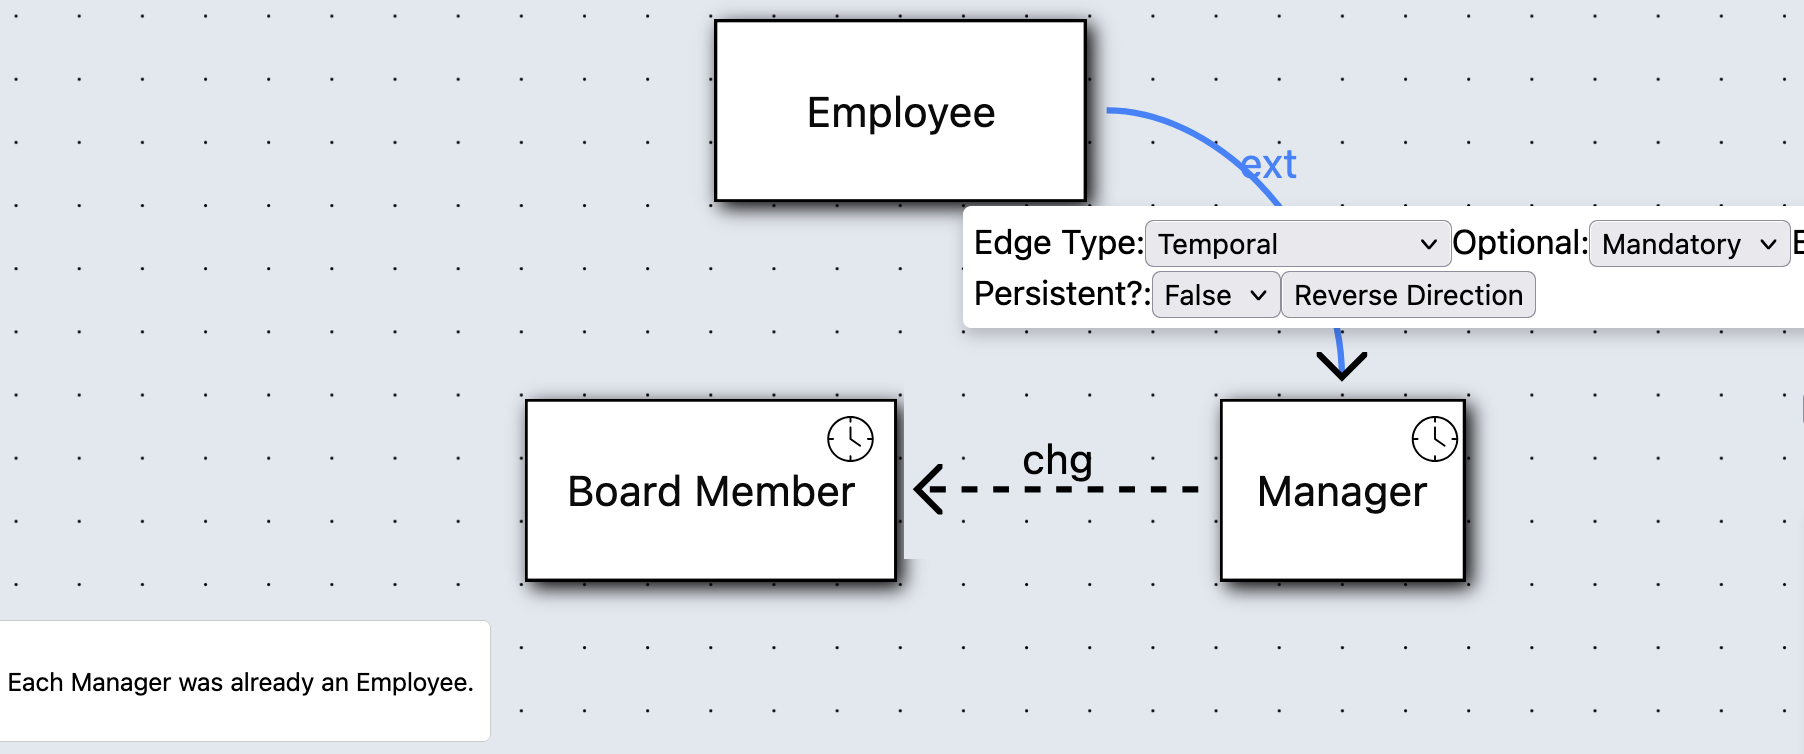 Employee
ext
Edge Type: Temporal Optional: Mandatory
Persistent?: False Reverse Direction
Board Member
chg
Manager
Each Manager was already an Employee.